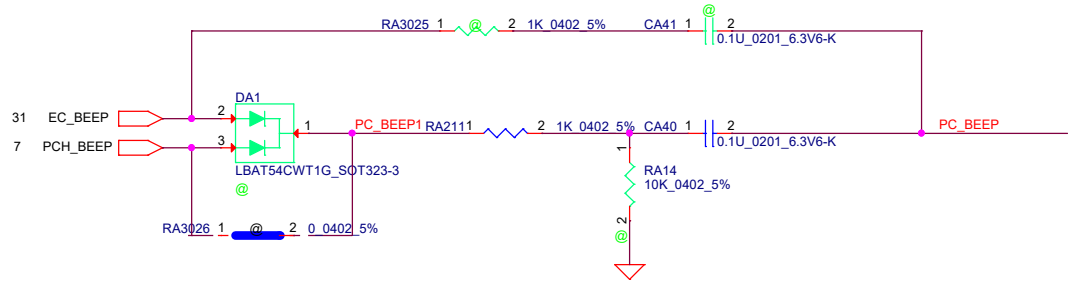 RA3025 1 @ 2 1K_0402_5% CA41 1 @ 2
0.1U_0201_6.3V6-K
DA1
31 EC_BEEP 2
1 PC_BEEP1 RA211 1 2 1K_0402_5% CA40 1 2 PC_BEEP
7 PCH_BEEP 3
0.1U_0201_6.3V6-K
LBAT54CWT1G_SOT323-3
@
1
RA14
10K_0402_5%
2
@
RA3026 1 @ 2 0_0402_5%